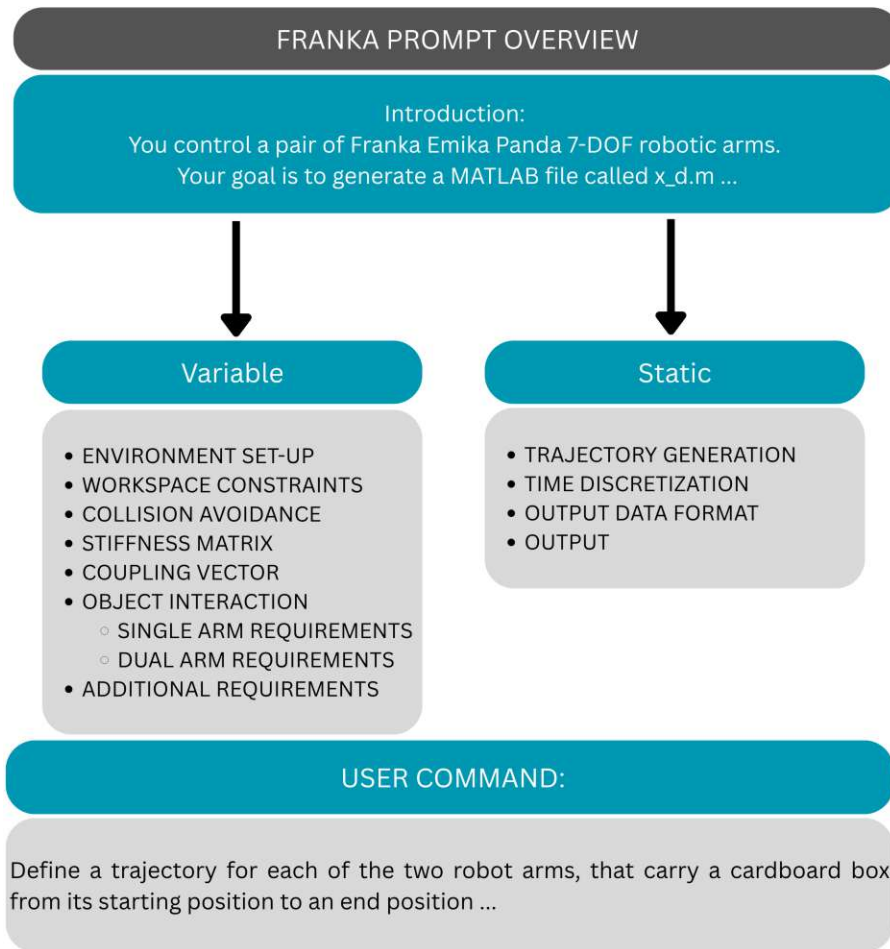 FRANKA PROMPT OVERVIEW
Introduction:
You control a pair of Franka Emika Panda 7-DOF robotic arms.
Your goal is to generate a MATLAB file called x_d.m ...
Variable
• ENVIRONMENT SET-UP
• WORKSPACE CONSTRAINTS
• COLLISION AVOIDANCE
• STIFFNESS MATRIX
• COUPLING VECTOR
• OBJECT INTERACTION
○ SINGLE ARM REQUIREMENTS
○ DUAL ARM REQUIREMENTS
• ADDITIONAL REQUIREMENTS
Static
• TRAJECTORY GENERATION
• TIME DISCRETIZATION
• OUTPUT DATA FORMAT
• OUTPUT
USER COMMAND:
Define a trajectory for each of the two robot arms, that carry a cardboard box
from its starting position to an end position ...